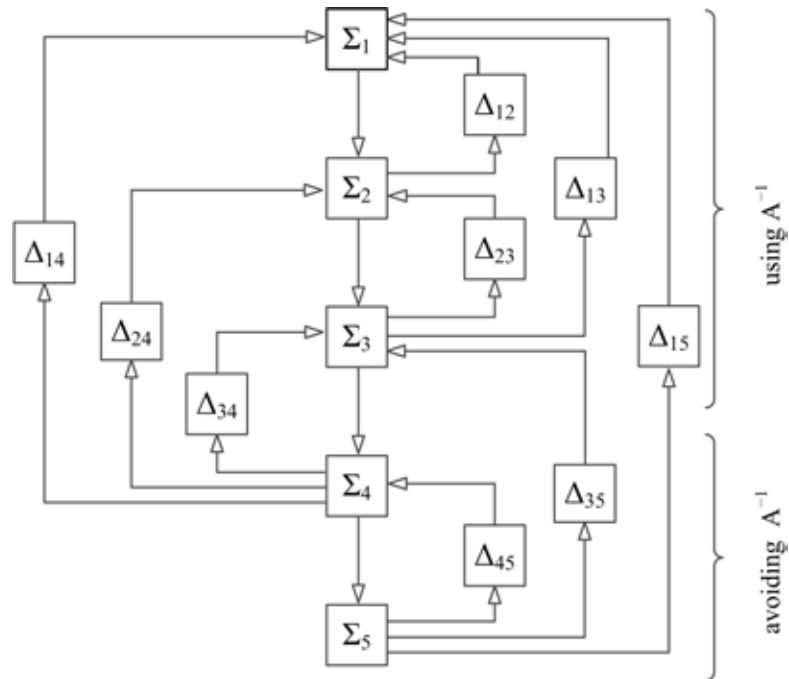 Σ₁
Δ₁₂
Σ₂
Δ₁₃
Δ₁₄
Δ₂₃
Δ₂₄
Σ₃
Δ₁₅
Δ₃₄
Σ₄
Δ₃₅
Δ₄₅
Σ₅
using A⁻¹
avoiding A⁻¹